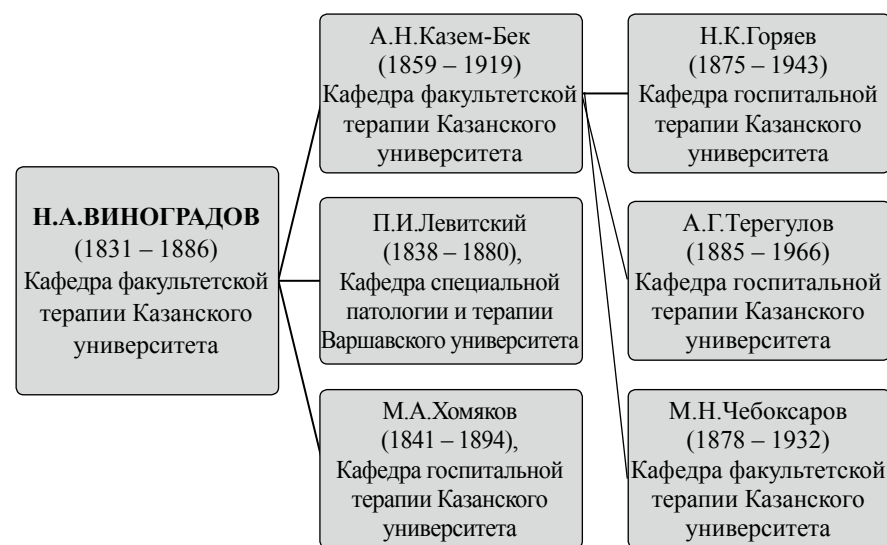 Н.А.ВИНОГРАДОВ
(1831 – 1886)
Кафедра факультетской
терапии Казанского
университета
А.Н.Казем-Бек
(1859 – 1919)
Кафедра факультетской
терапии Казанского
университета
П.И.Левитский
(1838 – 1880),
Кафедра специальной
патологии и терапии
Варшавского университета
М.А.Хомяков
(1841 – 1894),
Кафедра госпитальной
терапии Казанского
университета
Н.К.Горяев
(1875 – 1943)
Кафедра госпитальной
терапии Казанского
университета
А.Г.Терегулов
(1885 – 1966)
Кафедра госпитальной
терапии Казанского
университета
М.Н.Чебоксаров
(1878 – 1932)
Кафедра факультетской
терапии Казанского
университета